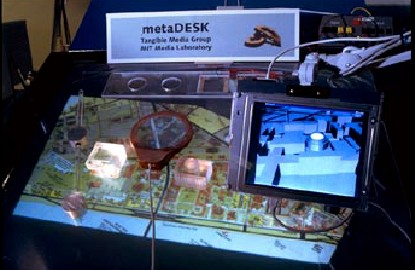 metaDESK
Tangible Media Group
MIT Media Laboratory